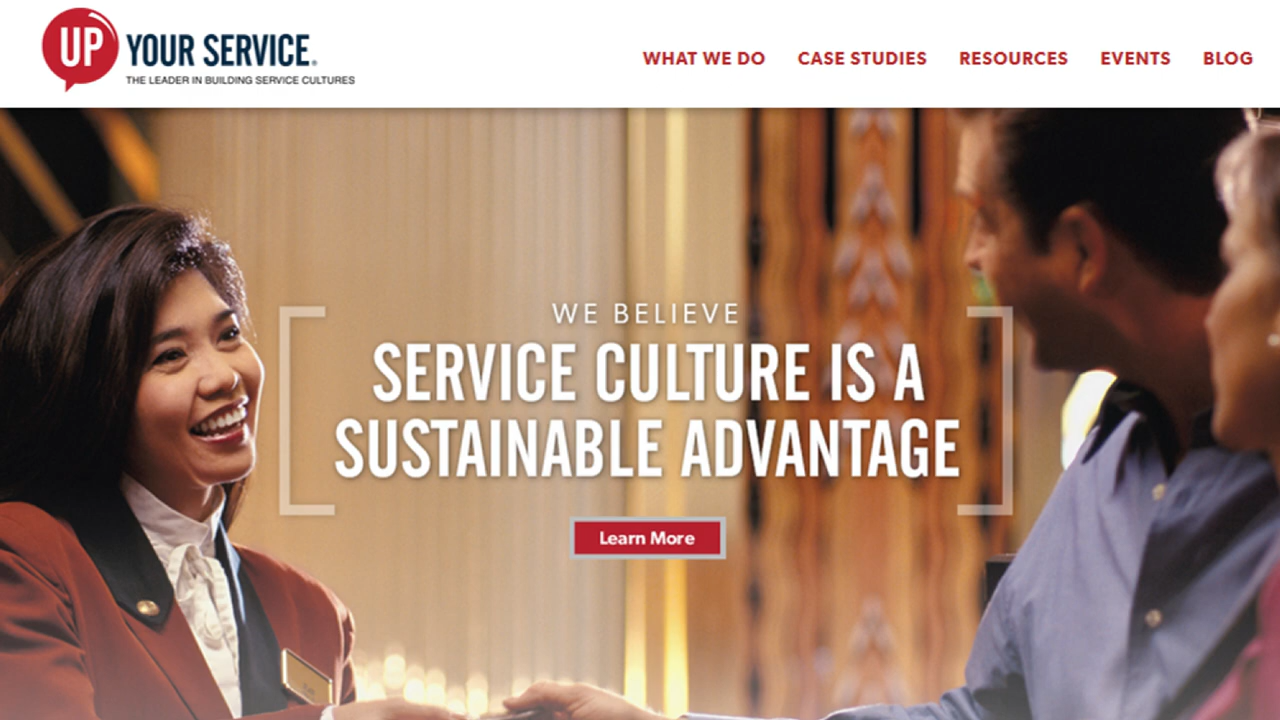 UP YOUR SERVICE®
THE LEADER IN BUILDING SERVICE CULTURES
WHAT WE DO CASE STUDIES RESOURCES EVENTS BLOG
WE BELIEVE
SERVICE CULTURE IS A
SUSTAINABLE ADVANTAGE
Learn More